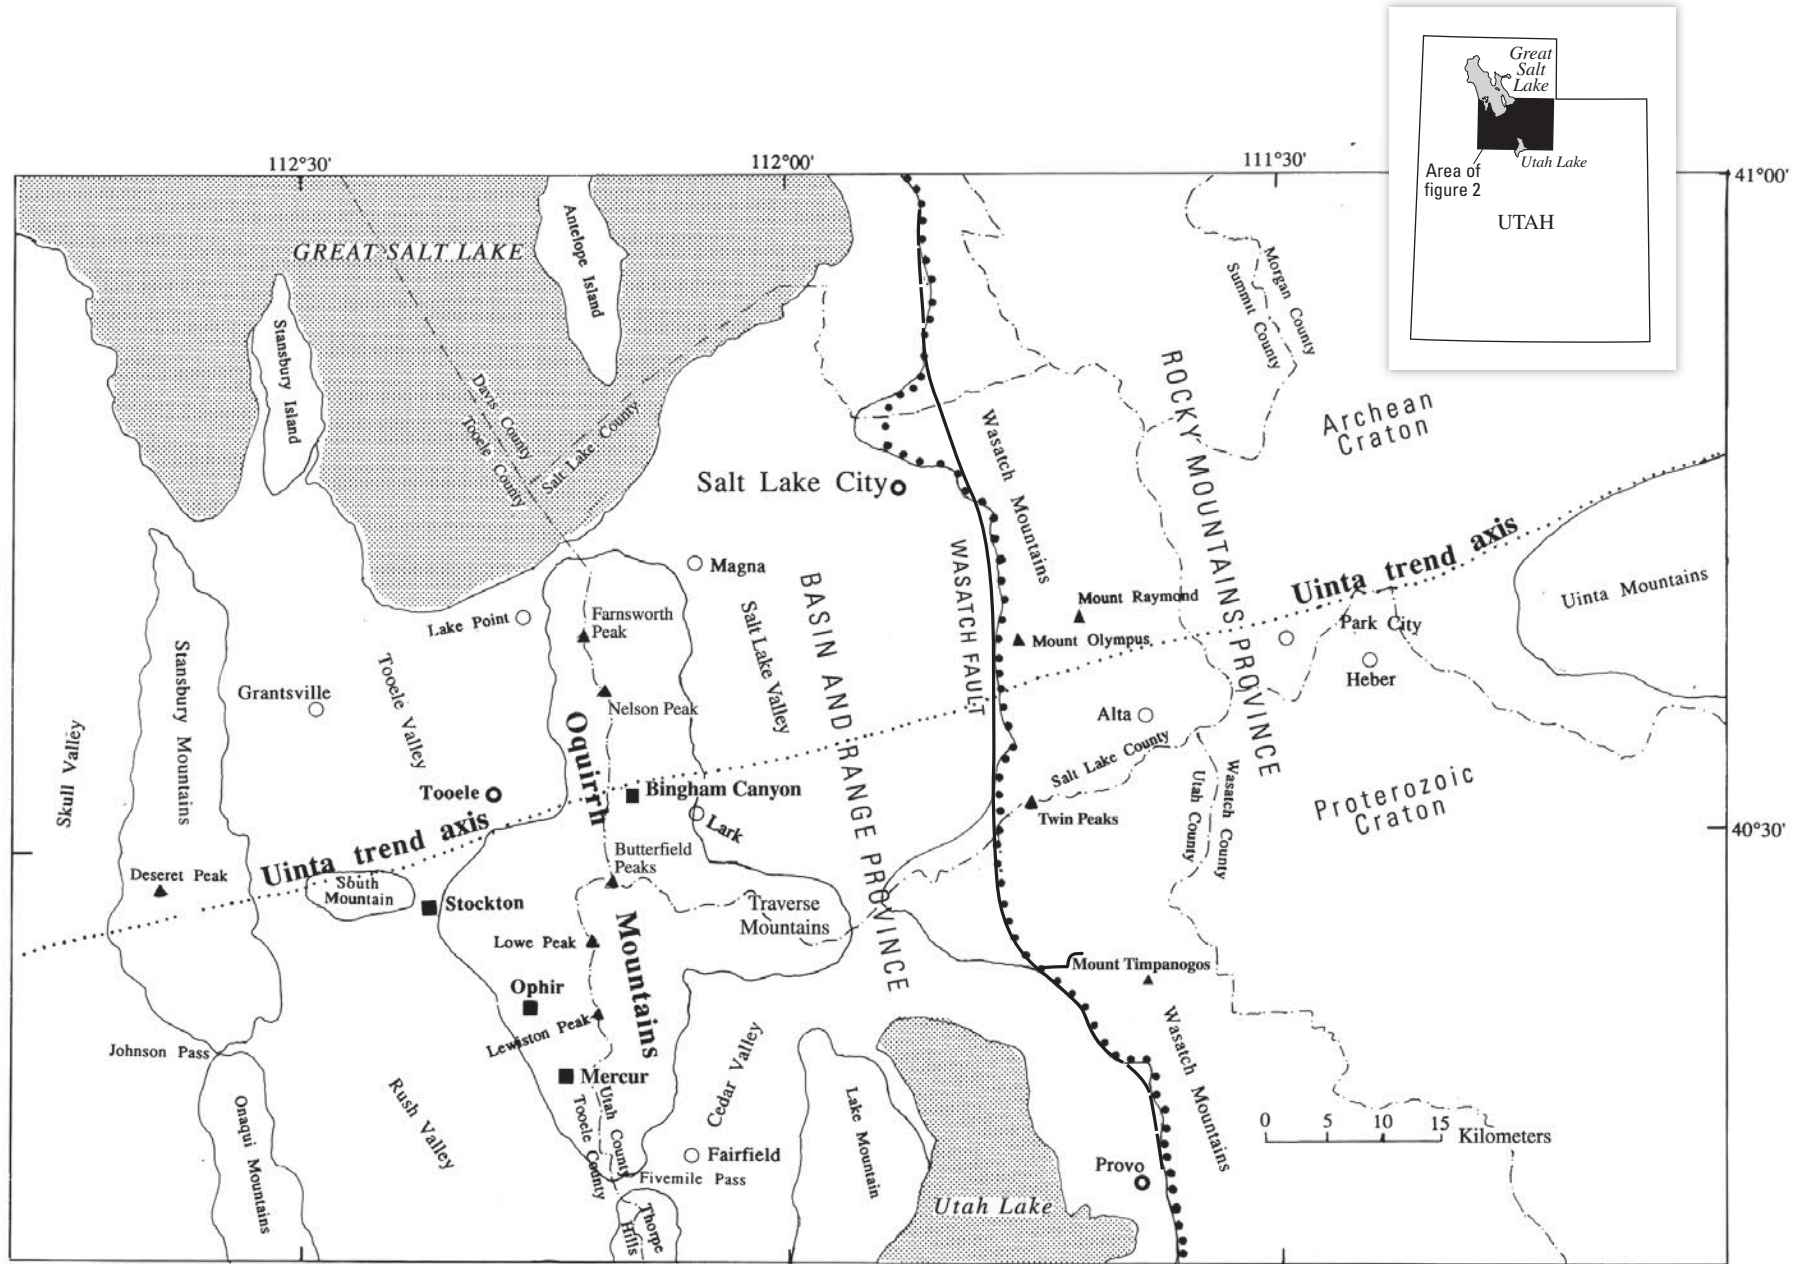 Great
Salt
Lake
Utah Lake
Area of
figure 2
UTAH
112°30'
112°00'
111°30'
41°00'
GREAT SALT LAKE
Antelope Island
Stansbury Island
Davis County
Tooele County
Salt Lake County
Morgan County
Summit County
ROCKY MOUNTAINS PROVINCE
Archean
Craton
Wasatch Mountains
Salt Lake City
WASATCH FAULT
Uinta trend axis
Uinta Mountains
Magna
BASIN AND RANGE PROVINCE
Salt Lake Valley
Lake Point
Farnsworth
Peak
Mount Raymond
Mount Olympus
Park City
Heber
Stansbury Mountains
Tooele Valley
Grantsville
Nelson Peak
Skull Valley
Oquirrh
Alta
Salt Lake County
Utah County
Wasatch County
Proterozoic
Craton
Tooele
Bingham Canyon
Lark
Twin Peaks
40°30'
Uinta trend axis
Butterfield
Peaks
Deseret Peak
South
Mountain
Stockton
Traverse
Mountains
Lowe Peak
Mountains
Mount Timpanogos
Ophir
Lewiston Peak
Johnson Pass
Mercur
Cedar Valley
Wasatch Mountains
Rush Valley
Onaqui Mountains
Utah County
Tooele County
Lake Mountain
0 5 10 15 Kilometers
Fairfield
Fivemile Pass
Provo
Utah Lake
Thorpe
Hills